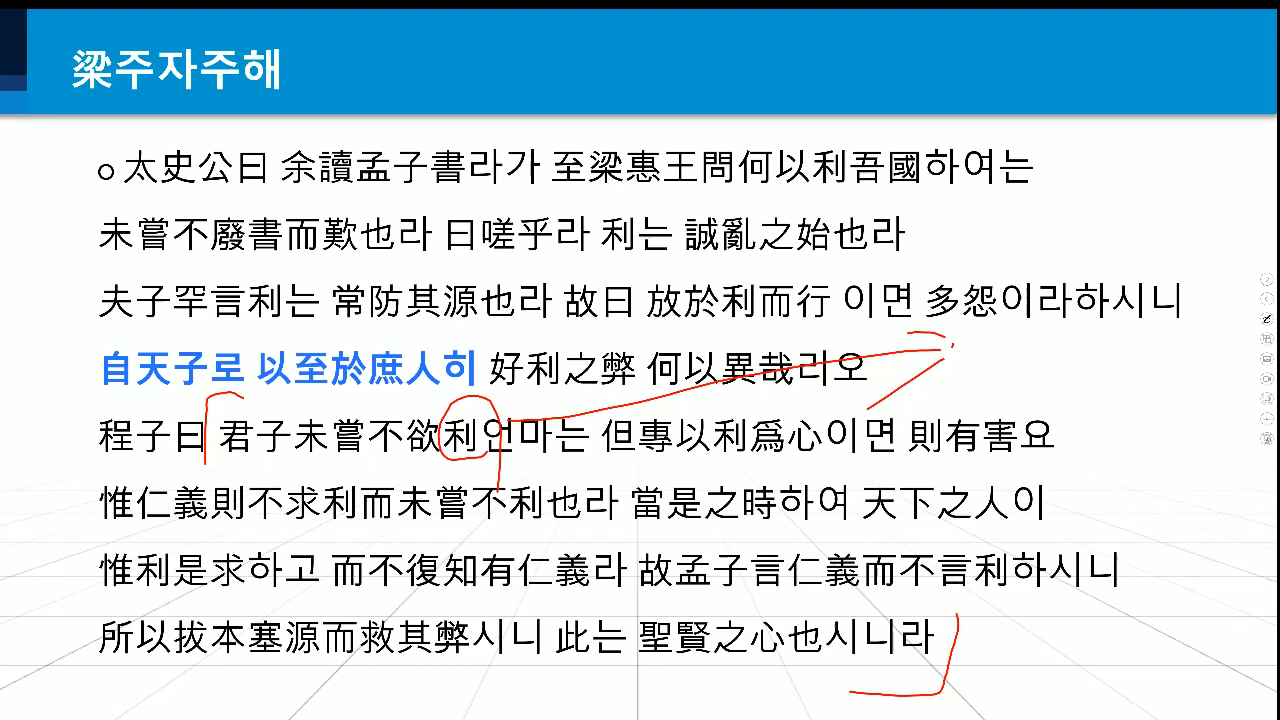 梁주자주해
○太史公曰 余讀孟子書라가 至梁惠王問何以利吾國하여는
未嘗不廢書而歎也라 曰嗟乎라 利는 誠亂之始也라
夫子罕言利는 常防其源也라 故曰 放於利而行 이면 多怨이라하시니
自天子로 以至於庶人히 好利之弊 何以異哉리오
程子曰 君子未嘗不欲利언마는 但專以利爲心이면 則有害요
惟仁義則不求利而未嘗不利也라 當是之時하여 天下之人이
惟利是求하고 而不復知有仁義라 故孟子言仁義而不言利하시니
所以拔本塞源而救其弊시니 此는 聖賢之心也시니라